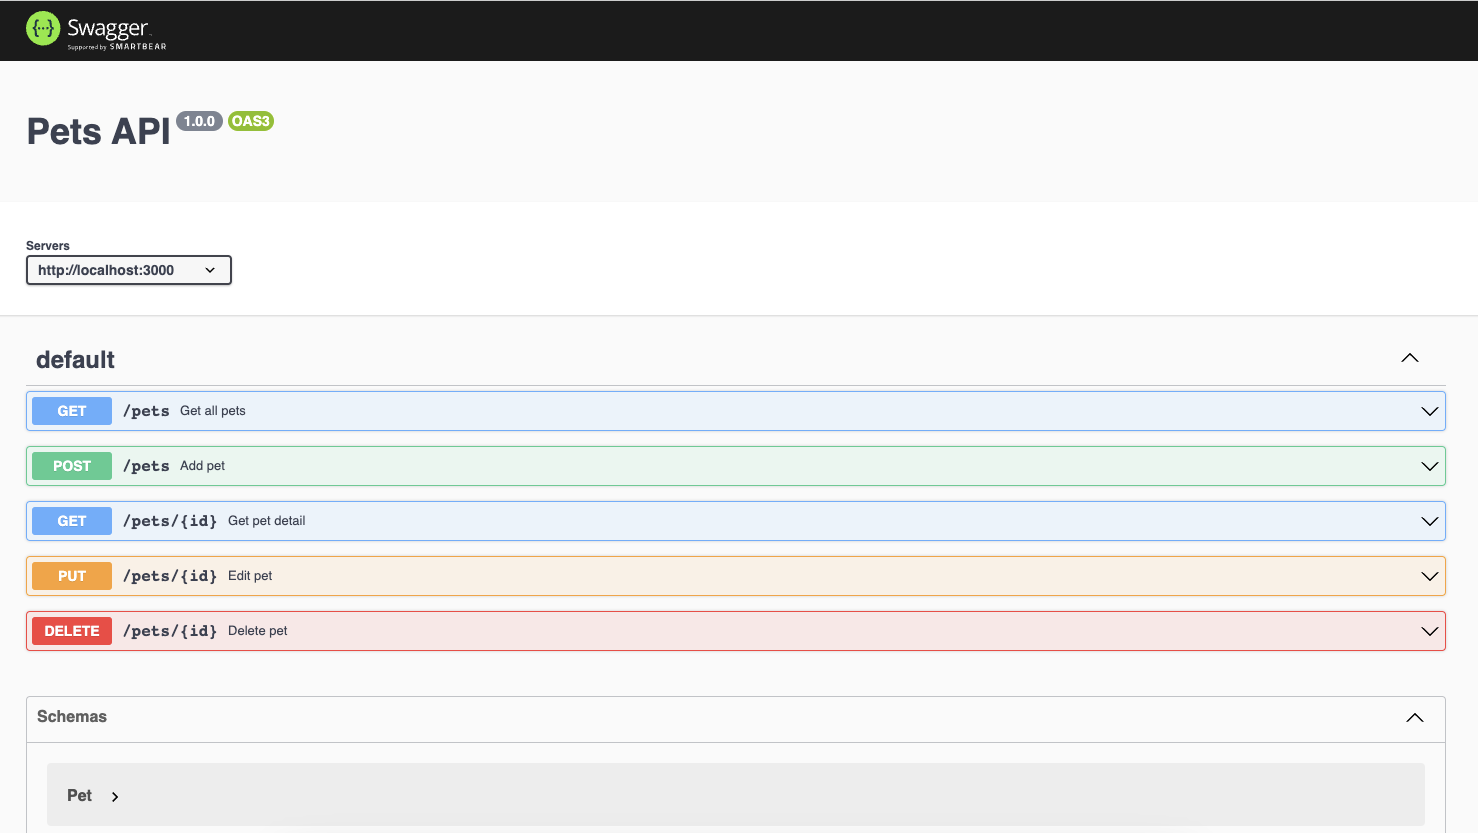 {···} Swagger
Supported by SMARTBEAR
Pets API 1.0.0 OAS3
Servers
http://localhost:3000
default
GET /pets Get all pets
POST /pets Add pet
GET /pets/{id} Get pet detail
PUT /pets/{id} Edit pet
DELETE /pets/{id} Delete pet
Schemas
Pet